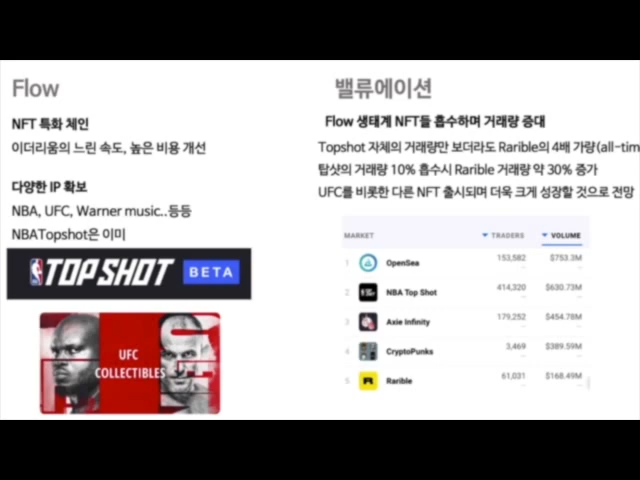 Flow
NFT 특화 체인
이더리움의 느린 속도, 높은 비용 개선
다양한 IP 확보
NBA, UFC, Warner music..등등
NBATopshot은 이미
TOP SHOT BETA
UFC
COLLECTIBLES
밸류에이션
Flow 생태계 NFT들 흡수하며 거래량 증대
Topshot 자체의 거래량만 보더라도 Rarible의 4배 가량(all-tim
탑샷의 거래량 10% 흡수시 Rarible 거래량 약 30% 증가
UFC를 비롯한 다른 NFT 출시되며 더욱 크게 성장할 것으로 전망
MARKET TRADERS VOLUME
1 OpenSea 153,582 $753.3M
2 NBA Top Shot 414,320 $630.73M
3 Axie Infinity 179,252 $454.78M
4 CryptoPunks 3,469 $389.59M
5 Rarible 61,031 $168.49M